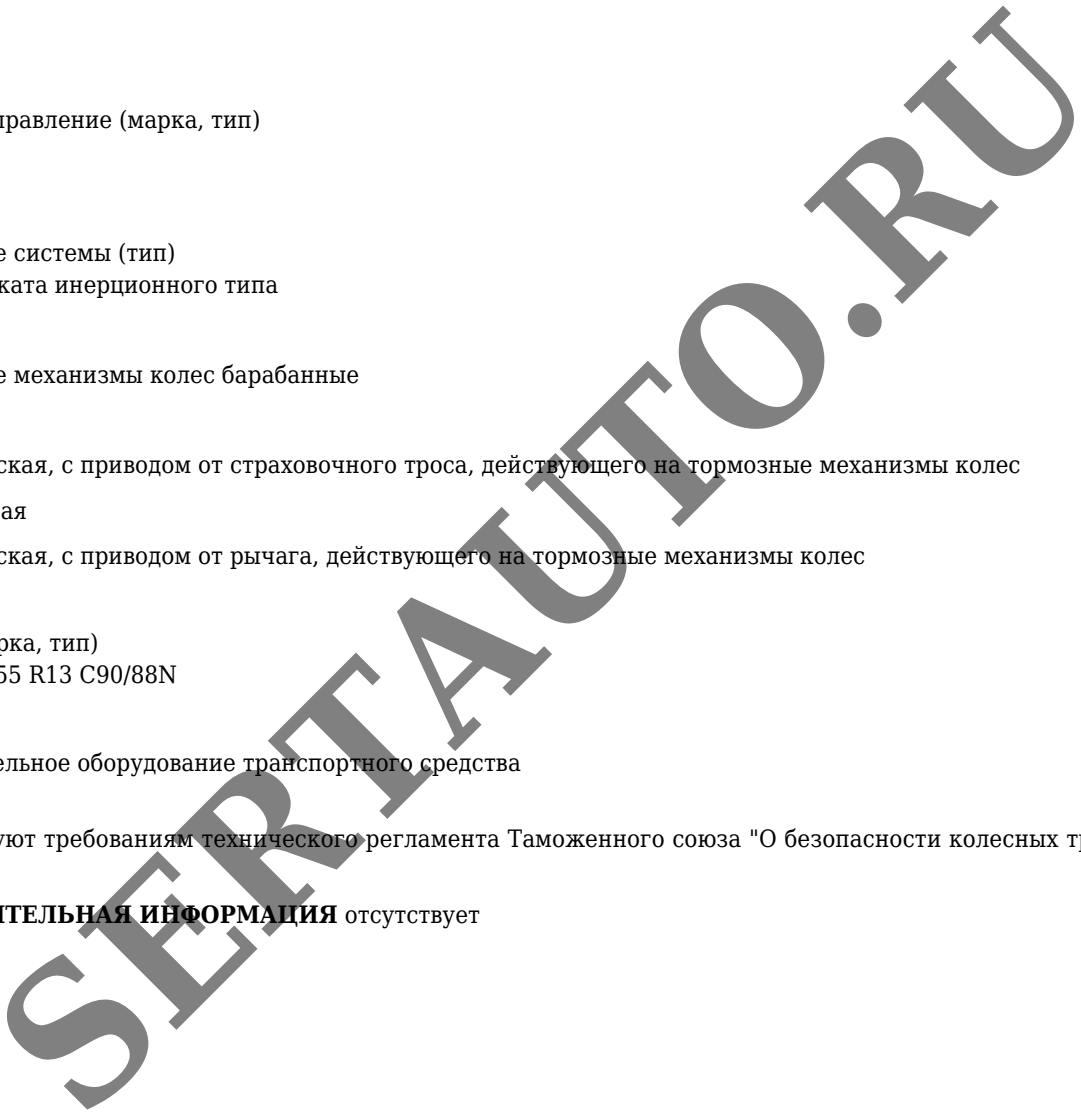 правление (марка, тип)
е системы (тип)
ката инерционного типа
е механизмы колес барабанные
ская, с приводом от страховочного троса, действующего на тормозные механизмы колес
ая
ская, с приводом от рычага, действующего на тормозные механизмы колес
рка, тип)
55 R13 C90/88N
ельное оборудование транспортного средства
уют требованиям технического регламента Таможенного союза "О безопасности колесных тр
ИТЕЛЬНАЯ ИНФОРМАЦИЯ отсутствует
SERTAUTO.RU